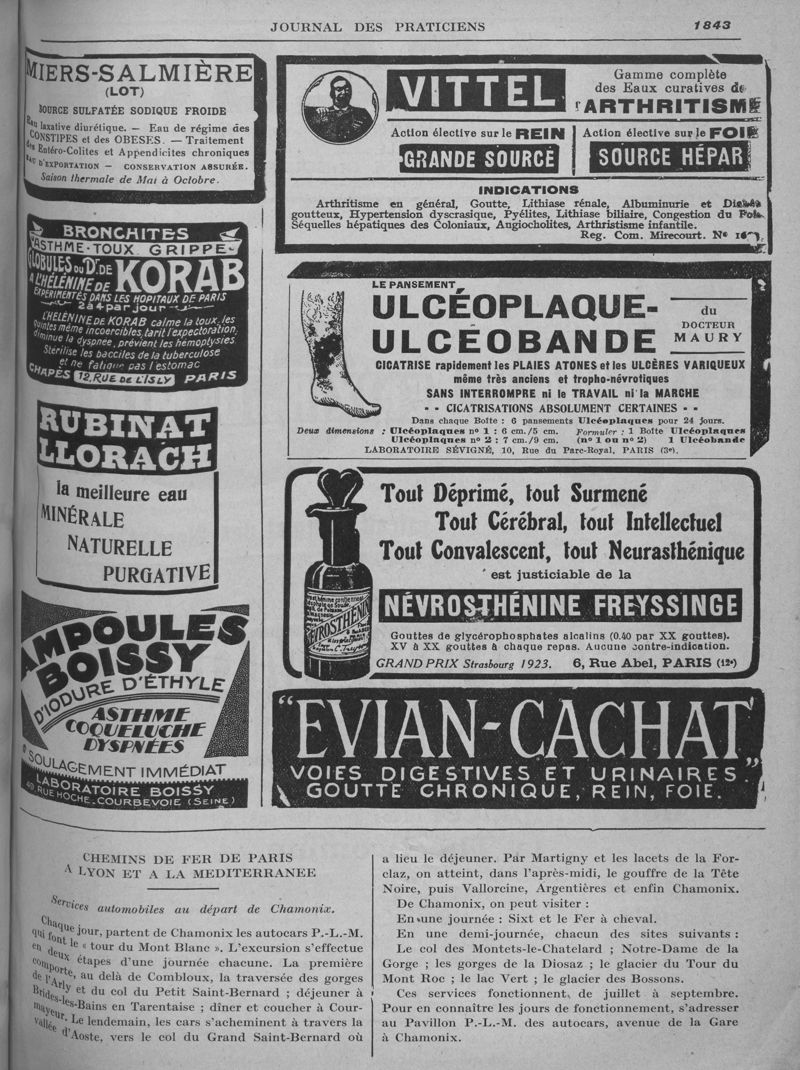 JOURNAL DES PRATICIENS
1843
MIERS-SALMIÈRE
(LOT)
SOURCE SULFATÉE SODIQUE FROIDE
Eau laxative diurétique. — Eau de régime des
CONSTIPES et des OBESES. — Traitement
des Entéro-Colites et Appendicites chroniques
EAU D'EXPORTATION — CONSERVATION ABSURÉE.
Saison thermale de Mai à Octobre.
BRONCHITES
ASTHME · TOUX GRIPPE
GLOBULES DU Dr. DE
A L'HÉLÉNINE DE KORAB
EXPÉRIMENTÉS DANS LES HOPITAUX DE PARIS
2 à 4 par jour
L'HÉLÉNINE DE KORAB calme la toux, les
quintes même incoercibles, tarit l'expectoration,
diminue la dyspnée, prévient les hémoptysies
Stérilise les bacciles de la tuberculose
et ne fatigue pas l'estomac
CHAPÈS 12, RUE DE L'ISLY PARIS
RUBINAT
LLORACH
la meilleure eau
MINÉRALE
NATURELLE
PURGATIVE
AMPOULES
BOISSY
D'IODURE D'ÉTHYLE
ASTHME
COQUELUCHE
DYSPNÉES
SOULAGEMENT IMMÉDIAT
LABORATOIRE BOISSY
RUE HOCHE_COURBEVOIE (SEINE)
VITTEL
Gamme complète
des Eaux curatives de
l'ARTHRITISME
Action élective sur le REIN
GRANDE SOURCE
Action élective sur le FOIE
SOURCE HÉPAR
INDICATIONS
Arthritisme en général, Goutte, Lithiase rénale, Albuminurie et Diabète
goutteux, Hypertension dyscrasique, Pyélites, Lithiase biliaire, Congestion du Foie,
Séquelles hépatiques des Coloniaux, Angiocholites, Arthristisme infantile.
Reg. Com. Mirecourt. No
LE PANSEMENT
ULCÉOPLAQUE-
ULCÉOBANDE
du
DOCTEUR
MAURY
CICATRISE rapidement les PLAIES ATONES et les ULCÈRES VARIQUEUX
même très anciens et tropho-névrotiques
SANS INTERROMPRE ni le TRAVAIL ni la MARCHE
- - CICATRISATIONS ABSOLUMENT CERTAINES - -
Dans chaque Boîte : 6 pansements Ulcéoplaques pour 24 jours.
Deux dimensions : Ulcéoplaques no 1 : 6 cm./5 cm. Formuler : 1 Boîte Ulcéoplaques
Ulcéoplaques no 2 : 7 cm./9 cm. (no 1 ou no 2) 1 Ulcéobande
LABORATOIRE SÉVIGNÉ, 10, Rue du Parc-Royal, PARIS (3e).
Tout Déprimé, tout Surmené
Tout Cérébral, tout Intellectuel
Tout Convalescent, tout Neurasthénique
est justiciable de la
NÉVROSTHÉNINE FREYSSINGE
Gouttes de glycérophosphates alcalins (0.40 par XX gouttes).
XV à XX gouttes à chaque repas. Aucune contre-indication.
GRAND PRIX Strasbourg 1923. 6, Rue Abel, PARIS (12e)
NEVROSTHÉNINE
"EVIAN-CACHAT"
VOIES DIGESTIVES ET URINAIRES
GOUTTE CHRONIQUE, REIN, FOIE.
CHEMINS DE FER DE PARIS
A LYON ET A LA MEDITERRANEE
Services automobiles au départ de Chamonix.
Chaque jour, partent de Chamonix les autocars P.-L.-M.
qui font le « tour du Mont Blanc ». L'excursion s'effectue
en deux étapes d'une journée chacune. La première
comporte, au delà de Combloux, la traversée des gorges
de l'Arly et du col du Petit Saint-Bernard ; déjeuner à
Brides-les-Bains en Tarentaise ; dîner et coucher à Cour-
mayeur. Le lendemain, les cars s'acheminent à travers la
vallée d'Aoste, vers le col du Grand Saint-Bernard où
a lieu le déjeuner. Par Martigny et les lacets de la For-
claz, on atteint, dans l'après-midi, le gouffre de la Tête
Noire, puis Vallorcine, Argentières et enfin Chamonix.
De Chamonix, on peut visiter :
En une journée : Sixt et le Fer à cheval.
En une demi-journée, chacun des sites suivants :
Le col des Montets-le-Chatelard ; Notre-Dame de la
Gorge ; les gorges de la Diosaz ; le glacier du Tour du
Mont Roc ; le lac Vert ; le glacier des Bossons.
Ces services fonctionnent de juillet à septembre.
Pour en connaître les jours de fonctionnement, s'adresser
au Pavillon P.-L.-M. des autocars, avenue de la Gare
à Chamonix.